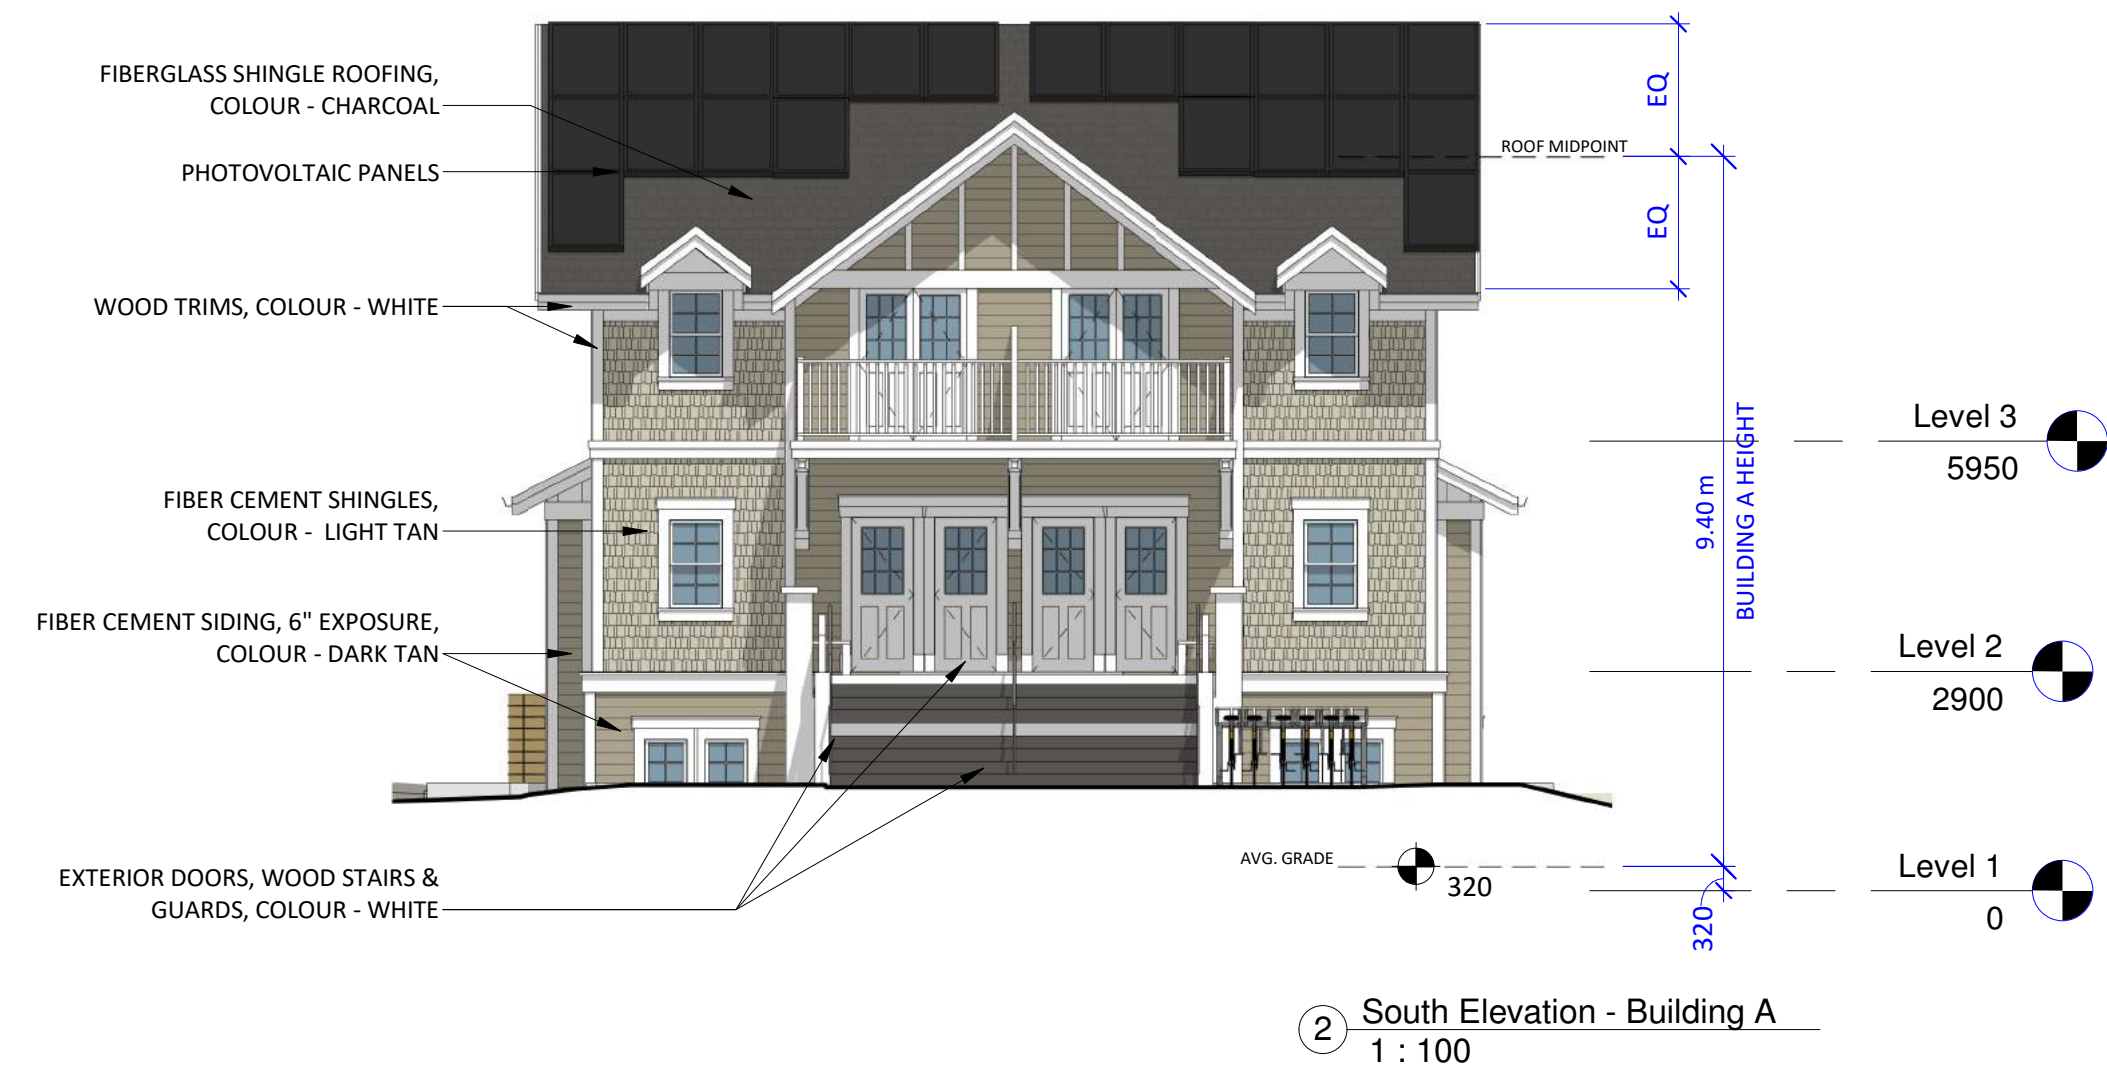 FIBERGLASS SHINGLE ROOFING,
COLOUR - CHARCOAL
PHOTOVOLTAIC PANELS
WOOD TRIMS, COLOUR - WHITE
FIBER CEMENT SHINGLES,
COLOUR - LIGHT TAN
FIBER CEMENT SIDING, 6" EXPOSURE,
COLOUR - DARK TAN
EXTERIOR DOORS, WOOD STAIRS &
GUARDS, COLOUR - WHITE
EQ
ROOF MIDPOINT
EQ
9.40 m
BUILDING A HEIGHT
Level 3
5950
Level 2
2900
AVG. GRADE
320
Level 1
0
320
2
South Elevation - Building A
1 : 100